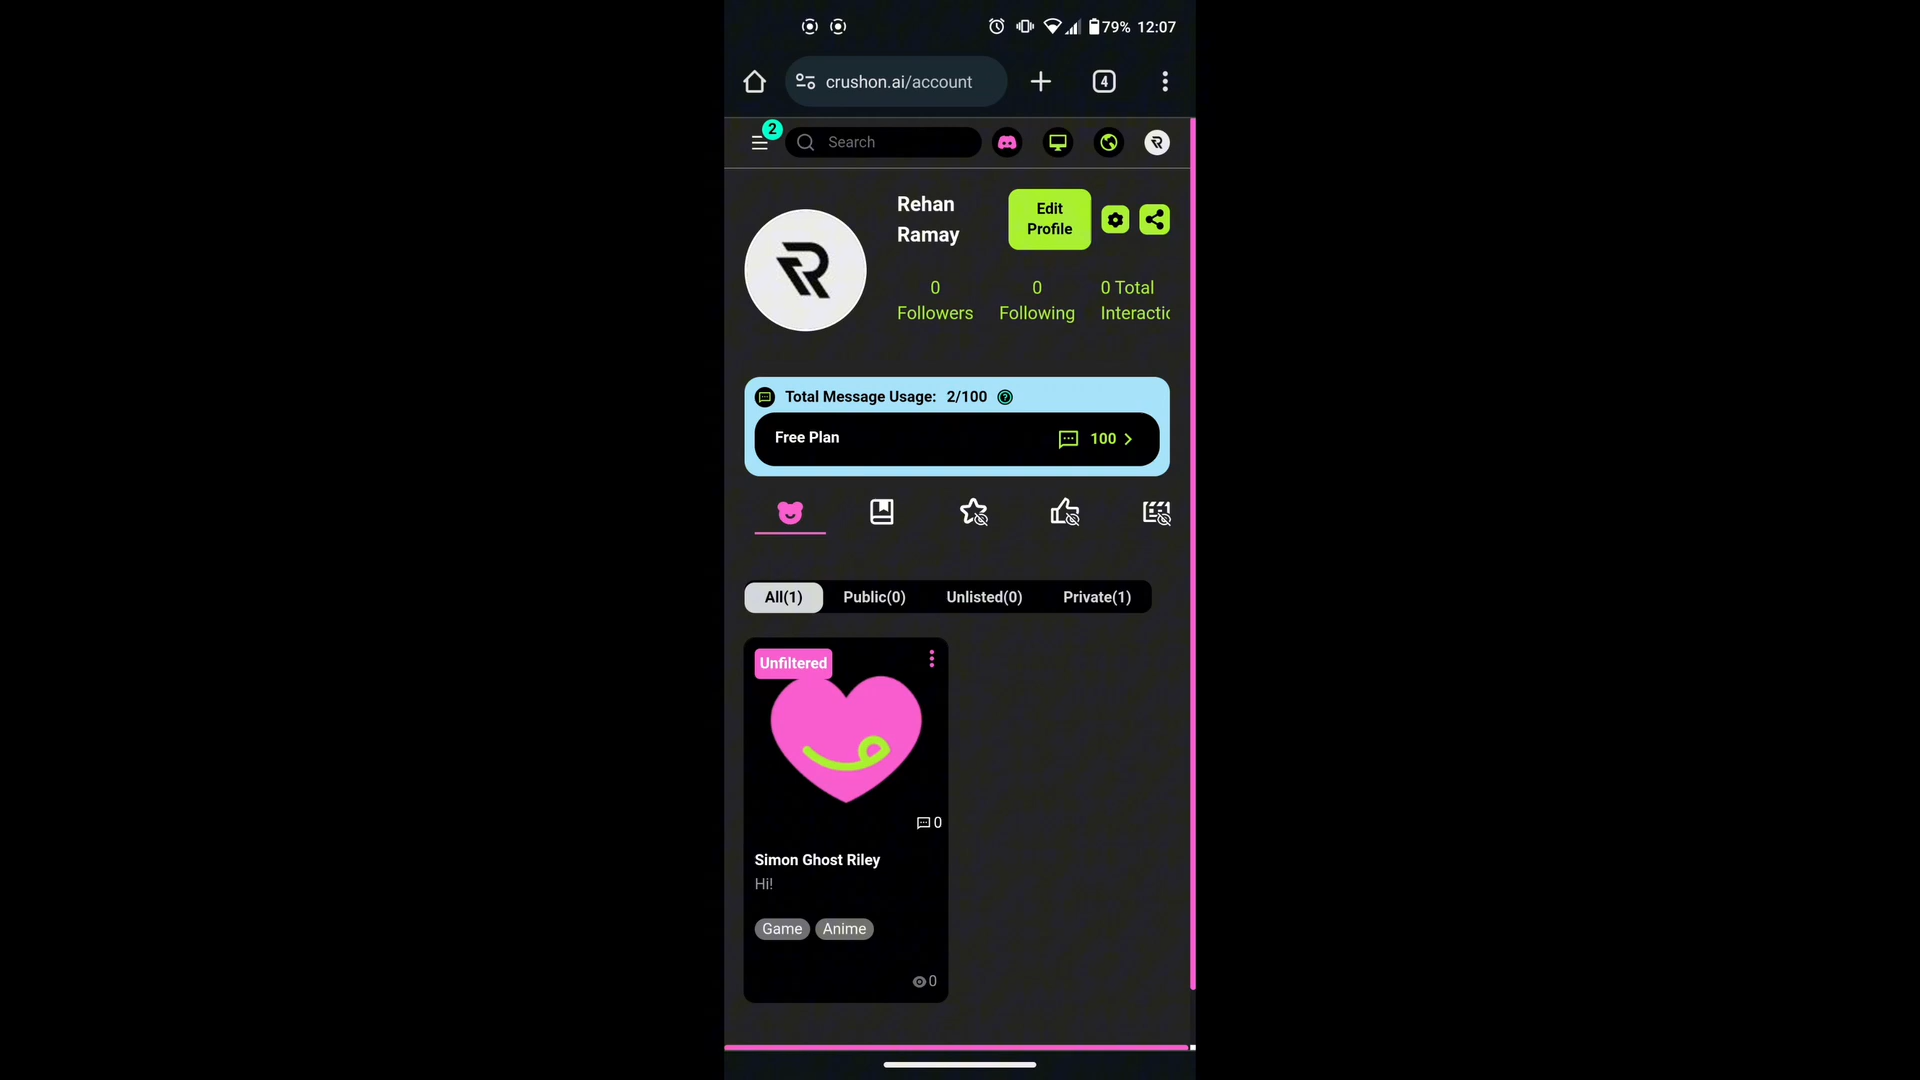 79% 12:07
crushon.ai/account
4
2
Search
Rehan
Ramay
Edit
Profile
0
Followers
0
Following
0 Total
Interactic
Total Message Usage: 2/100
Free Plan
100
All(1)
Public(0)
Unlisted(0)
Private(1)
Unfiltered
0
Simon Ghost Riley
Hi!
Game
Anime
0